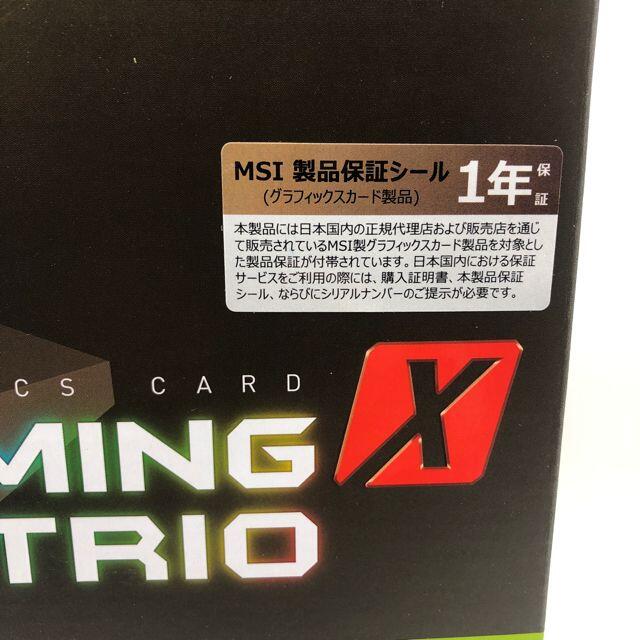 MSI 製品保証シール 1年 保証
(グラフィックスカード製品)
本製品には日本国内の正規代理店および販売店を通じ
て販売されているMSI製グラフィックスカード製品を対象とし
た製品保証が付帯されています。日本国内における保証
サービスをご利用の際には、購入証明書、本製品保証
シール、ならびにシリアルナンバーのご提示が必要です。
CS CARD
MING X
TRIO